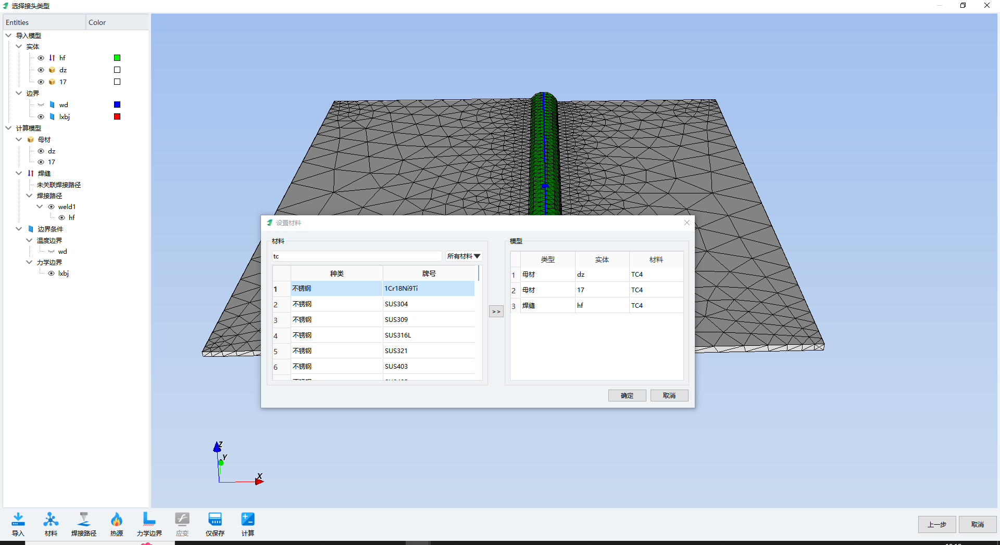 选择接头类型
Entities
Color
导入模型
实体
hf
dz
17
边界
wd
lxbj
计算模型
母材
dz
17
焊缝
未关联焊接路径
焊接路径
weld1
hf
边界条件
温度边界
wd
力学边界
lxbj
设置材料
材料
tc
所有材料
种类 牌号
1 不锈钢 1Cr18Ni9Ti
2 不锈钢 SUS304
3 不锈钢 SUS309
4 不锈钢 SUS316L
5 不锈钢 SUS321
6 不锈钢 SUS403
>>
模型
类型 实体 材料
1 母材 dz TC4
2 母材 17 TC4
3 焊缝 hf TC4
确定
取消
Z
Y
X
导入
材料
焊接路径
热源
力学边界
应变
仅保存
计算
上一步
取消